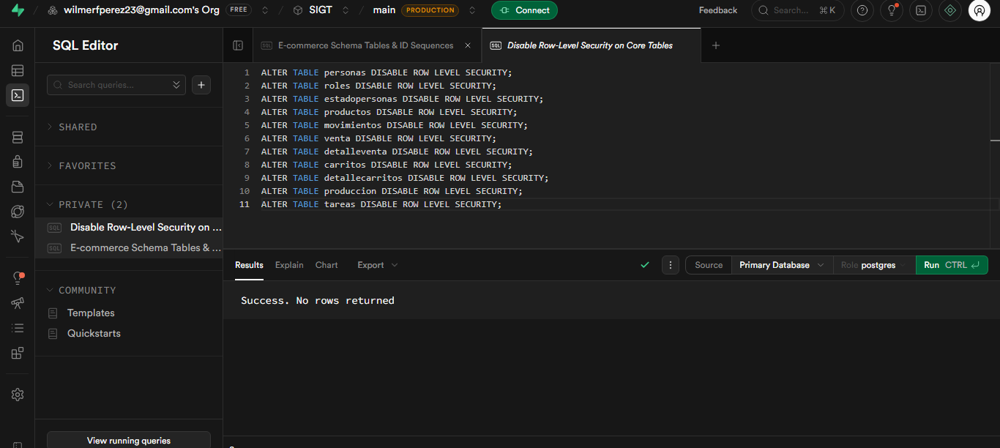 wilmerfperez23@gmail.com's Org FREE / SIGT / main PRODUCTION Connect Feedback Search... ⌘ K
SQL Editor
Search queries...
SHARED
FAVORITES
PRIVATE (2)
SQL Disable Row-Level Security on ...
SQL E-commerce Schema Tables & ...
COMMUNITY
Templates
Quickstarts
View running queries
SQL E-commerce Schema Tables & ID Sequences
SQL Disable Row-Level Security on Core Tables
1 ALTER TABLE personas DISABLE ROW LEVEL SECURITY;
2 ALTER TABLE roles DISABLE ROW LEVEL SECURITY;
3 ALTER TABLE estadopersonas DISABLE ROW LEVEL SECURITY;
4 ALTER TABLE productos DISABLE ROW LEVEL SECURITY;
5 ALTER TABLE movimientos DISABLE ROW LEVEL SECURITY;
6 ALTER TABLE venta DISABLE ROW LEVEL SECURITY;
7 ALTER TABLE detalleventa DISABLE ROW LEVEL SECURITY;
8 ALTER TABLE carritos DISABLE ROW LEVEL SECURITY;
9 ALTER TABLE detallecarritos DISABLE ROW LEVEL SECURITY;
10 ALTER TABLE produccion DISABLE ROW LEVEL SECURITY;
11 ALTER TABLE tareas DISABLE ROW LEVEL SECURITY;
Results Explain Chart Export Source Primary Database Role postgres Run CTRL
Success. No rows returned